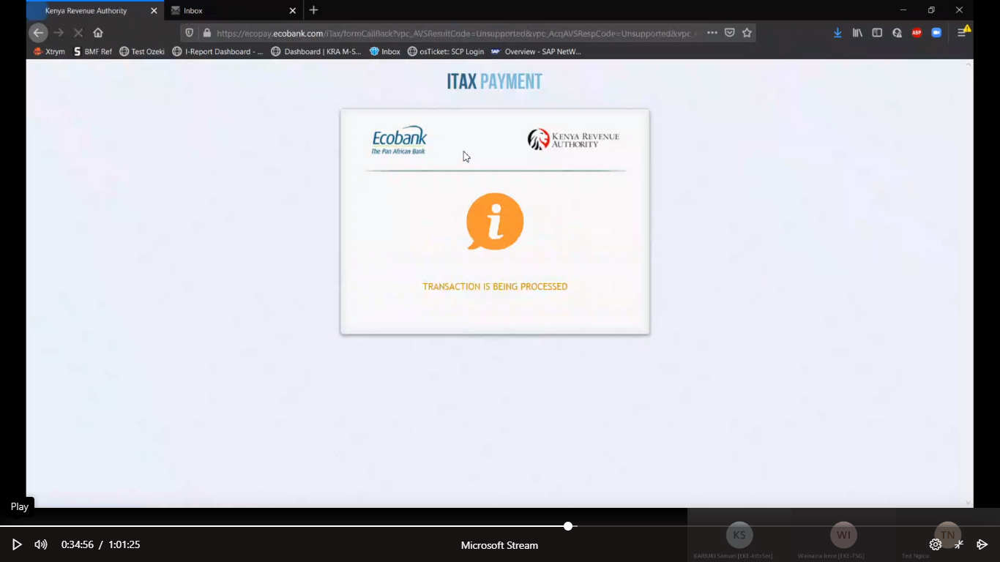 Kenya Revenue Authority
Inbox
https://ecopay.ecobank.com/iTax/formCallBack?vpc_AVSResultCode=Unsupported&vpc_AcqAVSRespCode=Unsupported&vpc_
ABP
Xtrym
S BMF Ref
Test Ozeki
I-Report Dashboard - ...
Dashboard | KRA M-S...
Inbox
osTicket:: SCP Login
SAP Overview - SAP NetW...
ITAX PAYMENT
Ecobank
The Pan African Bank
KENYA REVENUE
AUTHORITY
i
TRANSACTION IS BEING PROCESSED
Play
0:34:56 / 1:01:25
Microsoft Stream
KS
WI
TN
KARIUKI Samuel [EKE-InfoSec]
Wainaina Irene [EKE-TSG]
Ted Ngicu